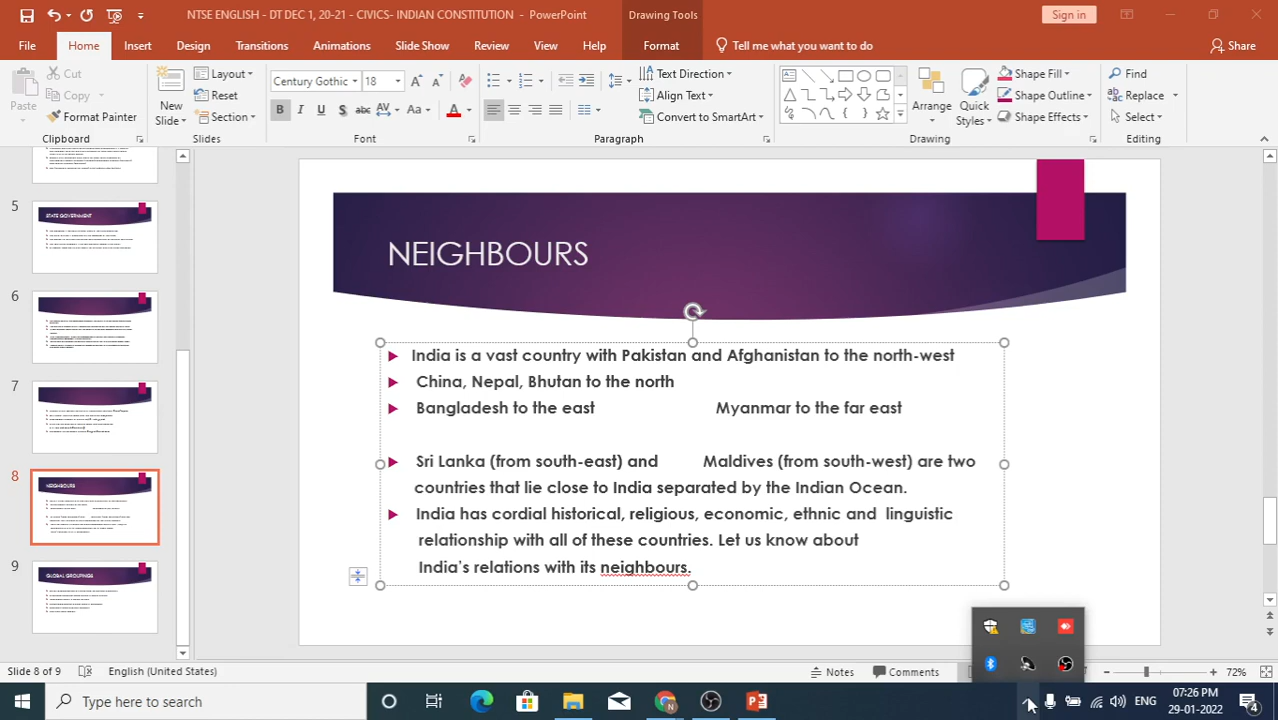 NTSE ENGLISH - DT DEC 1, 20-21 - CIVICS- INDIAN CONSTITUTION - PowerPoint
Drawing Tools
Sign in
File Home Insert Design Transitions Animations Slide Show Review View Help Format Tell me what you want to do Share
Paste
Cut
Copy
Format Painter
Clipboard
New Slide
Layout
Reset
Section
Slides
Century Gothic 18
B U S abc AV Aa A
Font
Text Direction
Align Text
Convert to SmartArt
Paragraph
Arrange
Quick Styles
Shape Fill
Shape Outline
Shape Effects
Drawing
Find
Replace
Select
Editing
5
STATE GOVERNMENT
6
7
8
NEIGHBOURS
9
GLOBAL GROUPINGS
NEIGHBOURS
India is a vast country with Pakistan and Afghanistan to the north-west
China, Nepal, Bhutan to the north
Bangladesh to the east Myanmar to the far east
Sri Lanka (from south-east) and Maldives (from south-west) are two
countries that lie close to India separated by the Indian Ocean.
India has cordial historical, religious, economic, ethnic and linguistic
relationship with all of these countries. Let us know about
India's relations with its neighbours.
Slide 8 of 9 English (United States) Notes Comments 72%
Type here to search
ENG
07:26 PM
29-01-2022
4